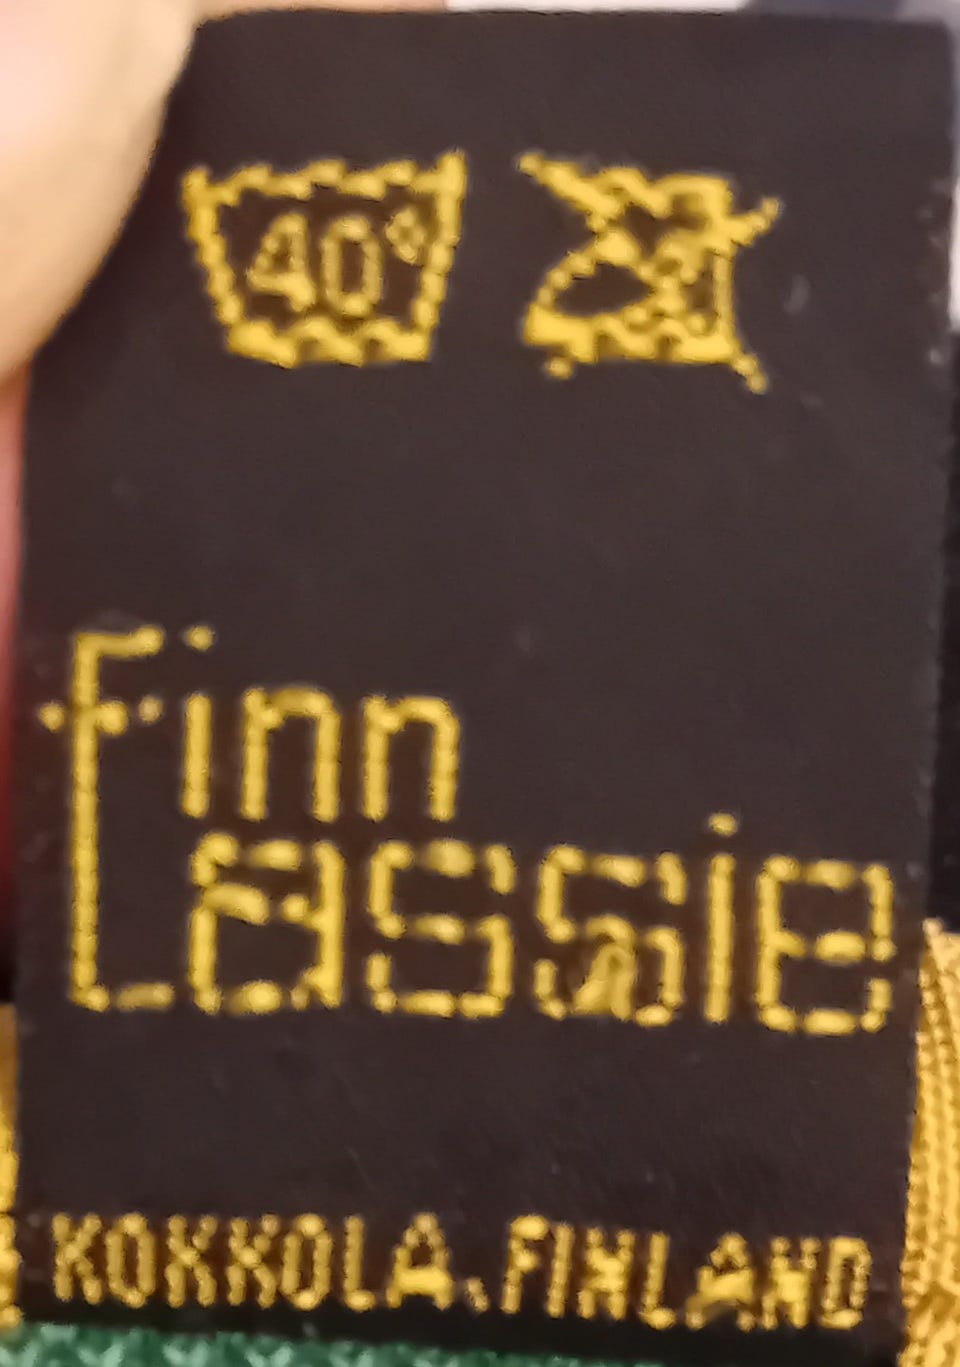 40°
Finn
Lassie
KOKKOLA, FINLAND